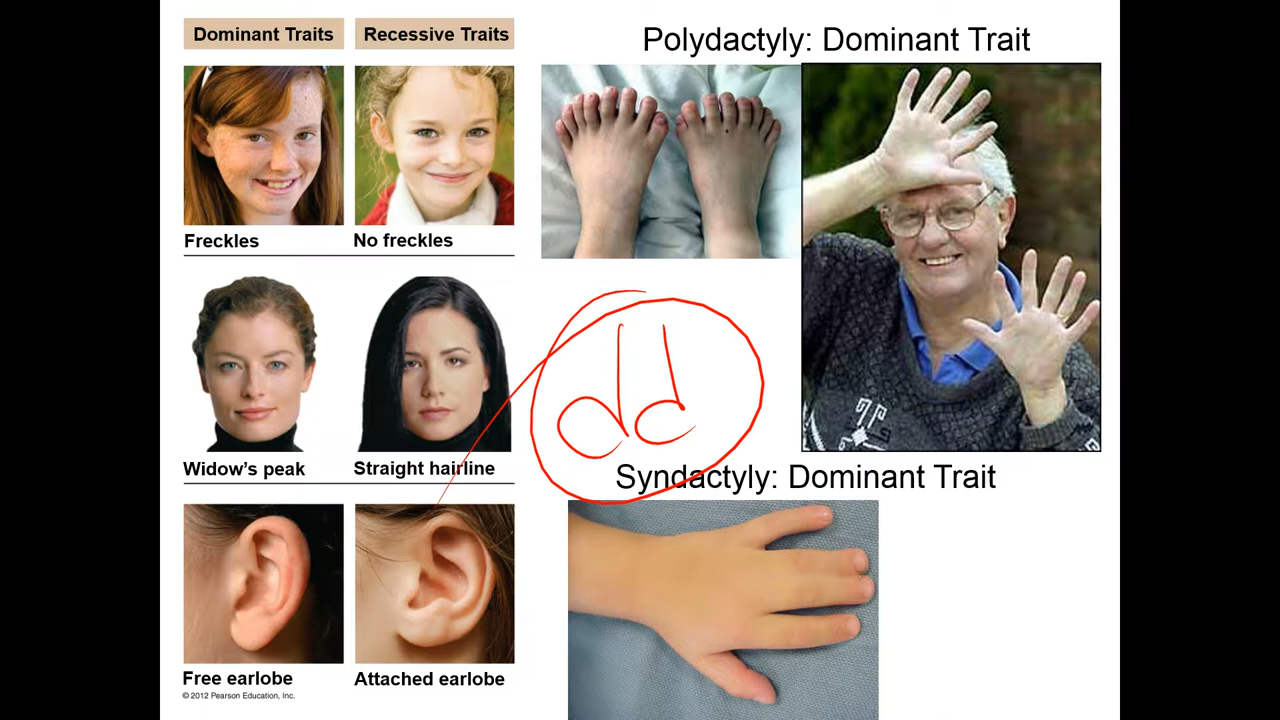 Dominant Traits
Recessive Traits
Freckles
No freckles
Widow's peak
Straight hairline
Free earlobe
Attached earlobe
© 2012 Pearson Education, Inc.
Polydactyly: Dominant Trait
dd
Syndactyly: Dominant Trait